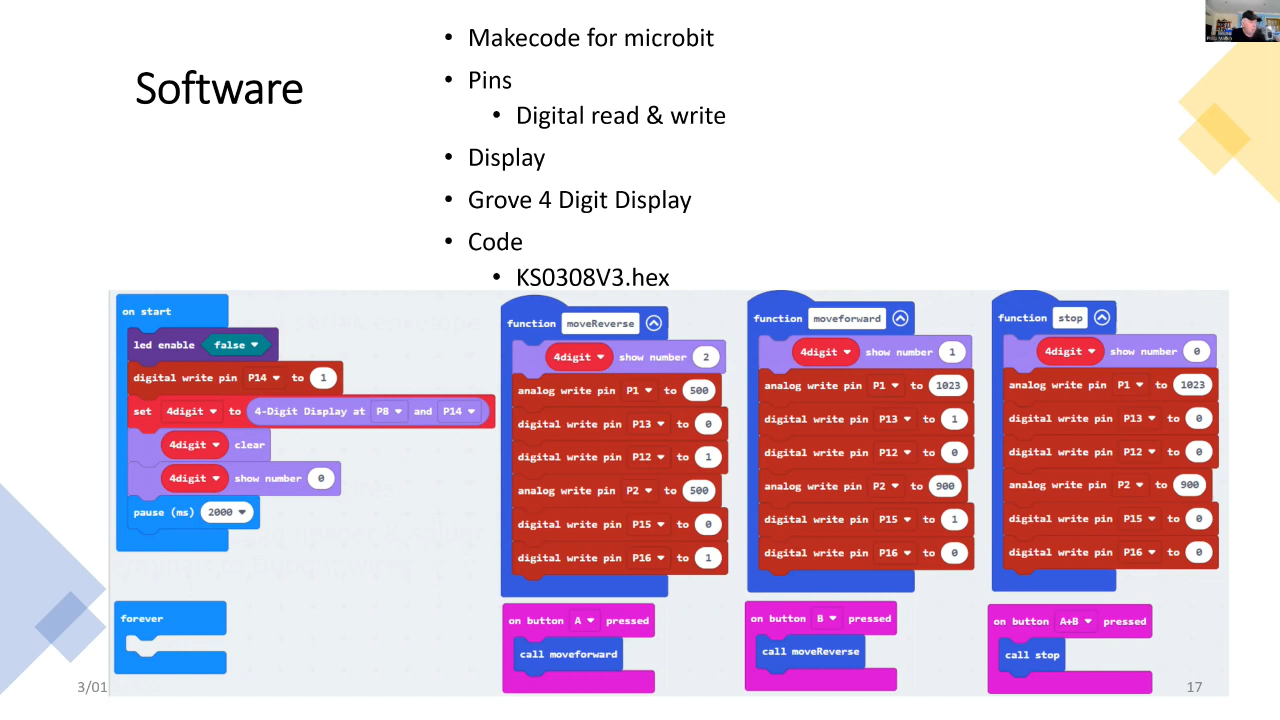 Software
• Makecode for microbit
• Pins
• Digital read & write
• Display
• Grove 4 Digit Display
• Code
• KS0308V3.hex
on start
led enable false
digital write pin P14 to 1
set 4digit to 4-Digit Display at P8 and P14
4digit clear
4digit show number 0
pause (ms) 2000
forever
function moveReverse
4digit show number 2
analog write pin P1 to 500
digital write pin P13 to 0
digital write pin P12 to 1
analog write pin P2 to 500
digital write pin P15 to 0
digital write pin P16 to 1
on button A pressed
call moveforward
function moveforward
4digit show number 1
analog write pin P1 to 1023
digital write pin P13 to 1
digital write pin P12 to 0
analog write pin P2 to 900
digital write pin P15 to 1
digital write pin P16 to 0
on button B pressed
call moveReverse
function stop
4digit show number 0
analog write pin P1 to 1023
digital write pin P13 to 0
digital write pin P12 to 0
analog write pin P2 to 900
digital write pin P15 to 0
digital write pin P16 to 0
on button A+B pressed
call stop
3/01
17